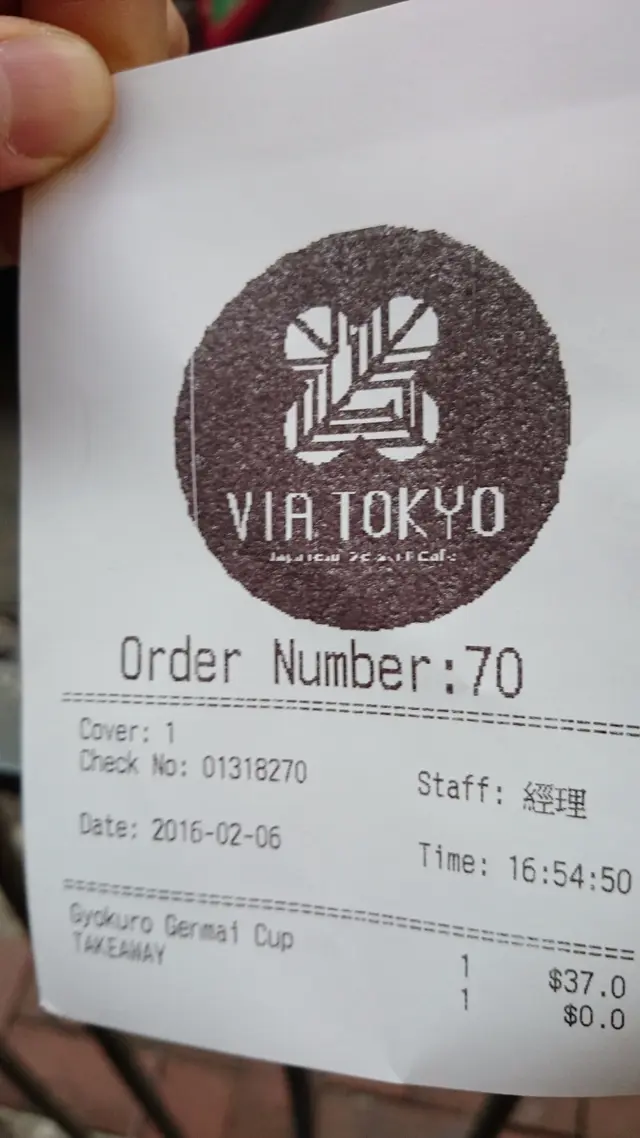 VIA TOKYO
Order Number:70
Cover: 1
Check No: 01318270
Staff: 經理
Date: 2016-02-06
Time: 16:54:50
Gyokuro Genmai Cup 1 $37.0
TAKEAWAY 1 $0.0